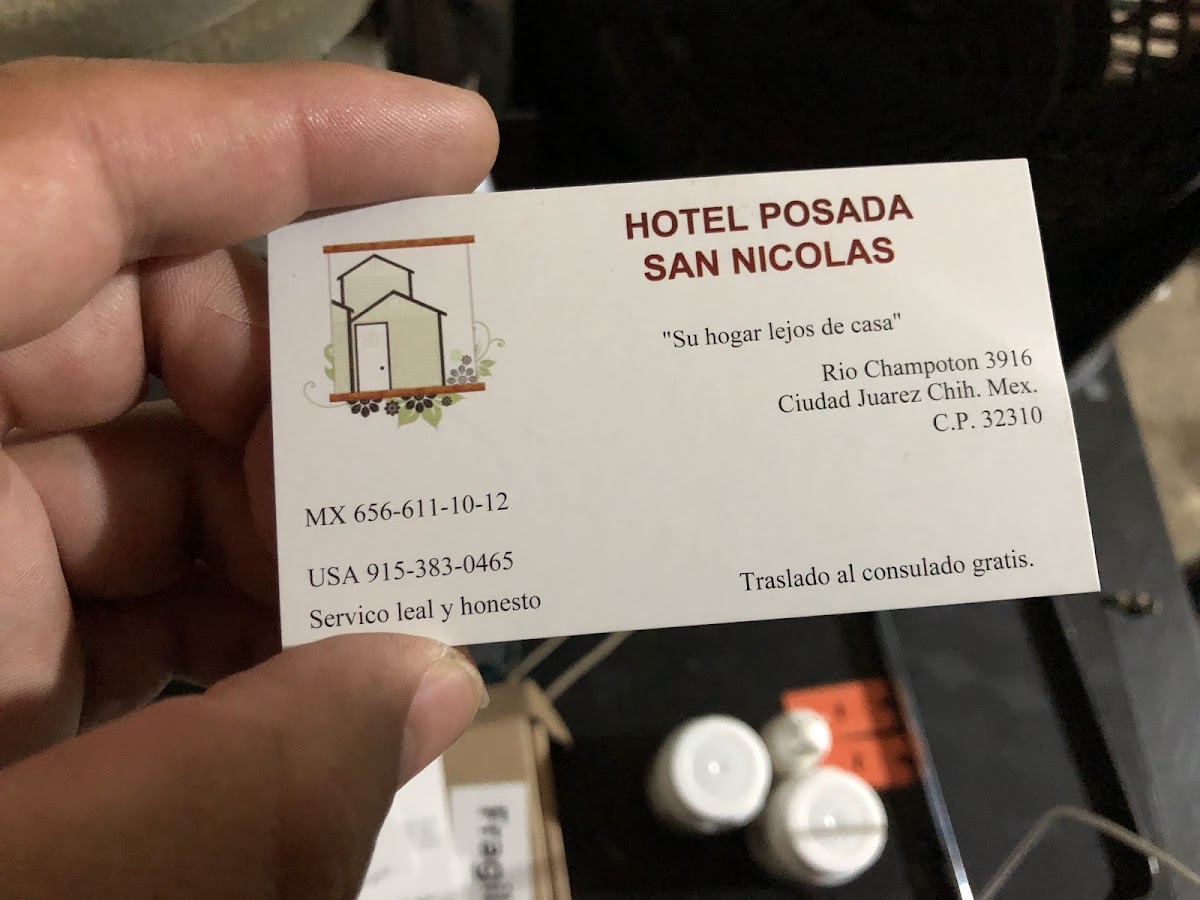 HOTEL POSADA
SAN NICOLAS
"Su hogar lejos de casa"
Rio Champoton 3916
Ciudad Juarez Chih. Mex.
C.P. 32310
MX 656-611-10-12
USA 915-383-0465
Servico leal y honesto
Traslado al consulado gratis.